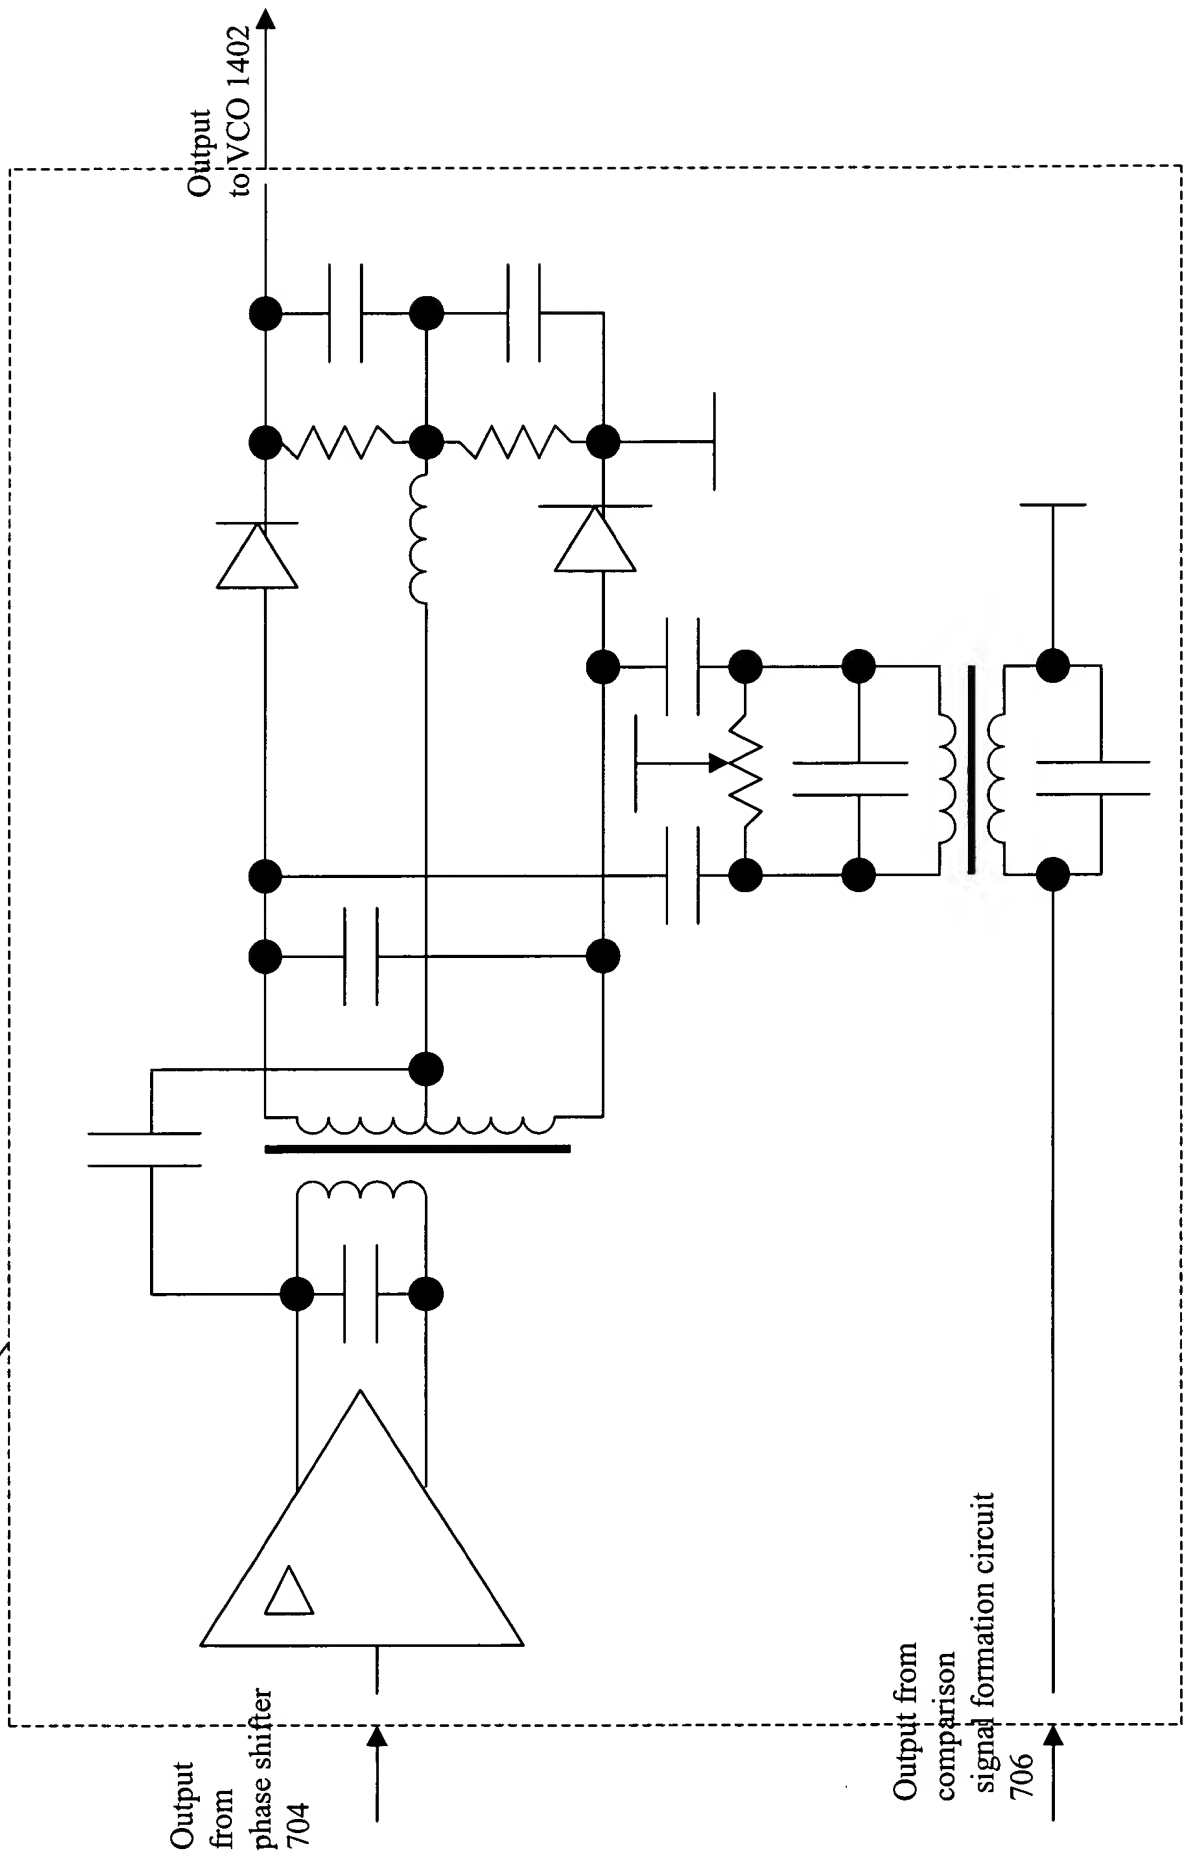 Output
to VCO 1402
Output
from
phase shifter
704
Output from
comparison
signal formation circuit
706